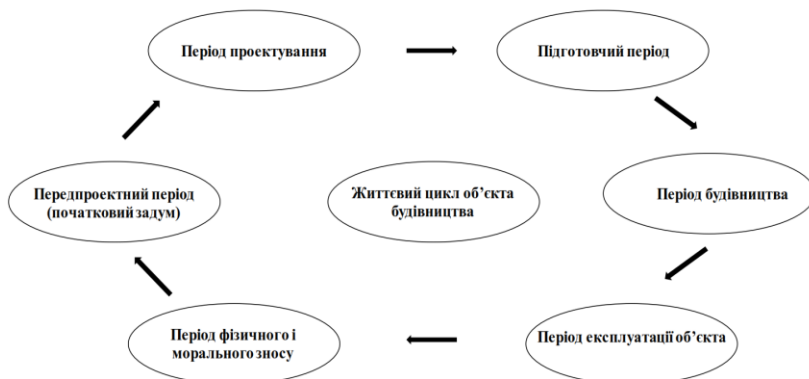 Період проектування
Підготовчий період
Передпроектний період
(початковий задум)
Життєвий цикл об’єкта
будівництва
Період будівництва
Період фізичного і
морального зносу
Період експлуатації об’єкта